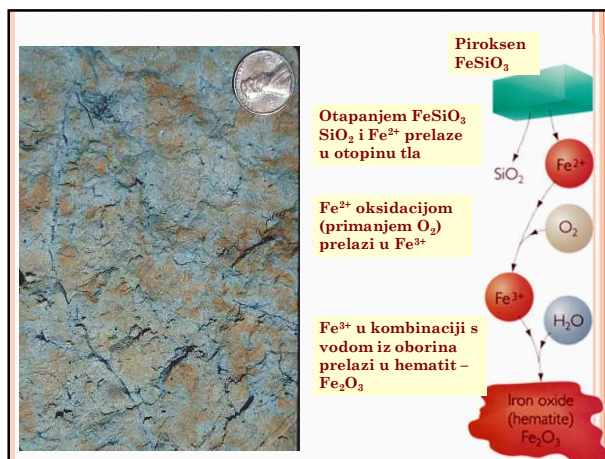 Piroksen
FeSiO₃
Otapanjem FeSiO₃
SiO₂ i Fe²⁺ prelaze
u otopinu tla
SiO₂
Fe²⁺
Fe²⁺ oksidacijom
(primanjem O₂)
prelazi u Fe³⁺
O₂
Fe³⁺
H₂O
Fe³⁺ u kombinaciji s
vodom iz oborina
prelazi u hematit –
Fe₂O₃
Iron oxide
(hematite)
Fe₂O₃